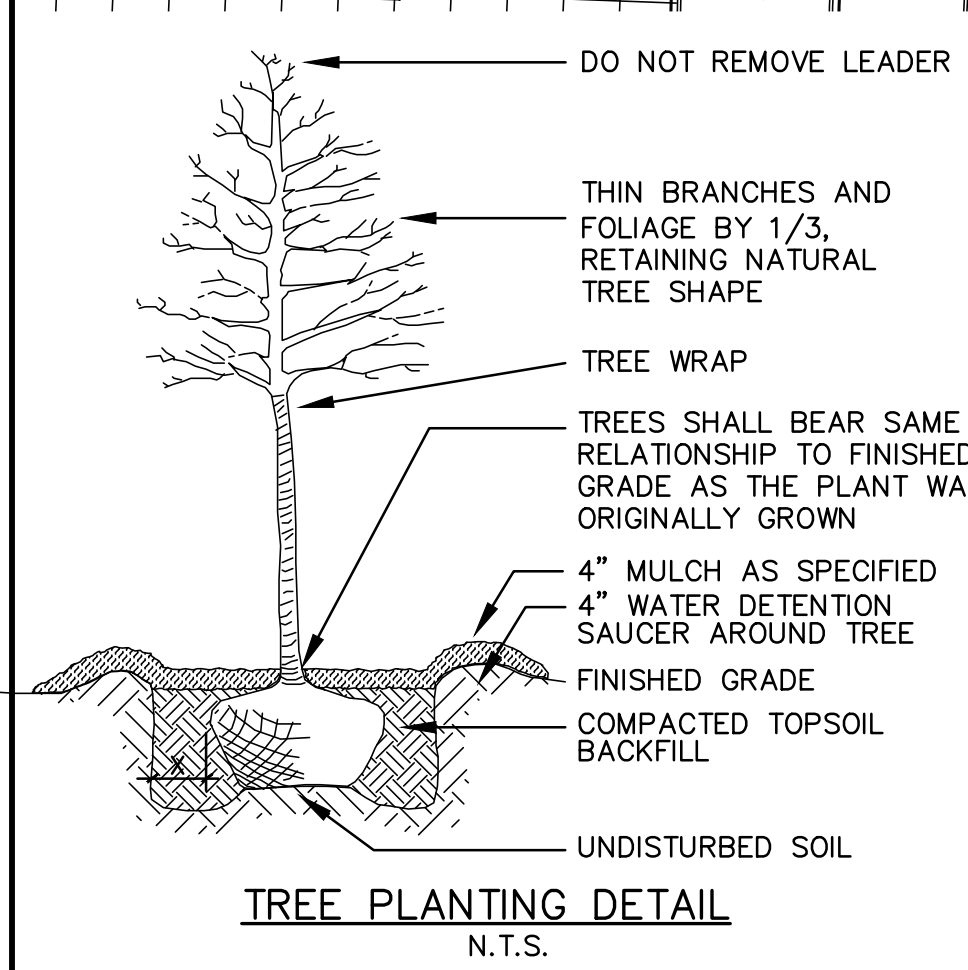 DO NOT REMOVE LEADER
THIN BRANCHES AND
FOLIAGE BY 1/3,
RETAINING NATURAL
TREE SHAPE
TREE WRAP
TREES SHALL BEAR SAME
RELATIONSHIP TO FINISHED
GRADE AS THE PLANT WA
ORIGINALLY GROWN
4" MULCH AS SPECIFIED
4" WATER DETENTION
SAUCER AROUND TREE
FINISHED GRADE
COMPACTED TOPSOIL
BACKFILL
X
UNDISTURBED SOIL
TREE PLANTING DETAIL
N.T.S.